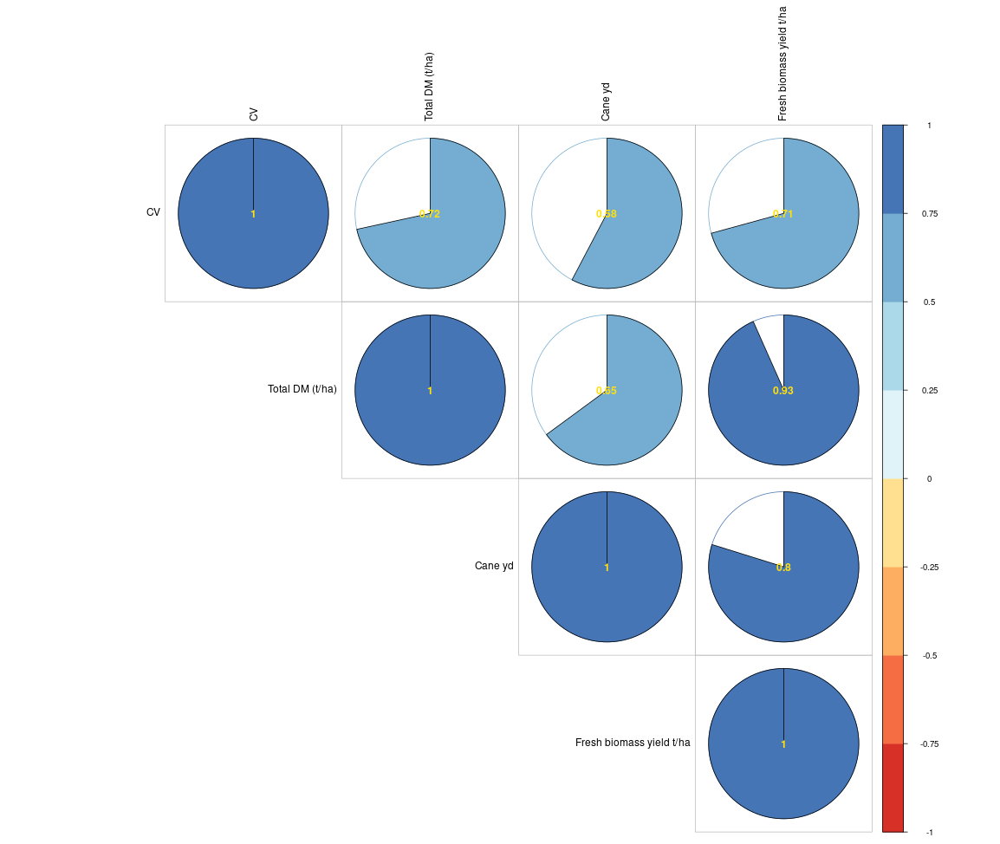 CV
Total DM (t/ha)
Cane yd
Fresh biomass yield t/ha
CV
1
0.72
0.58
0.71
Total DM (t/ha)
1
0.65
0.93
Cane yd
1
0.8
Fresh biomass yield t/ha
1
1
0.75
0.5
0.25
0
-0.25
-0.5
-0.75
-1